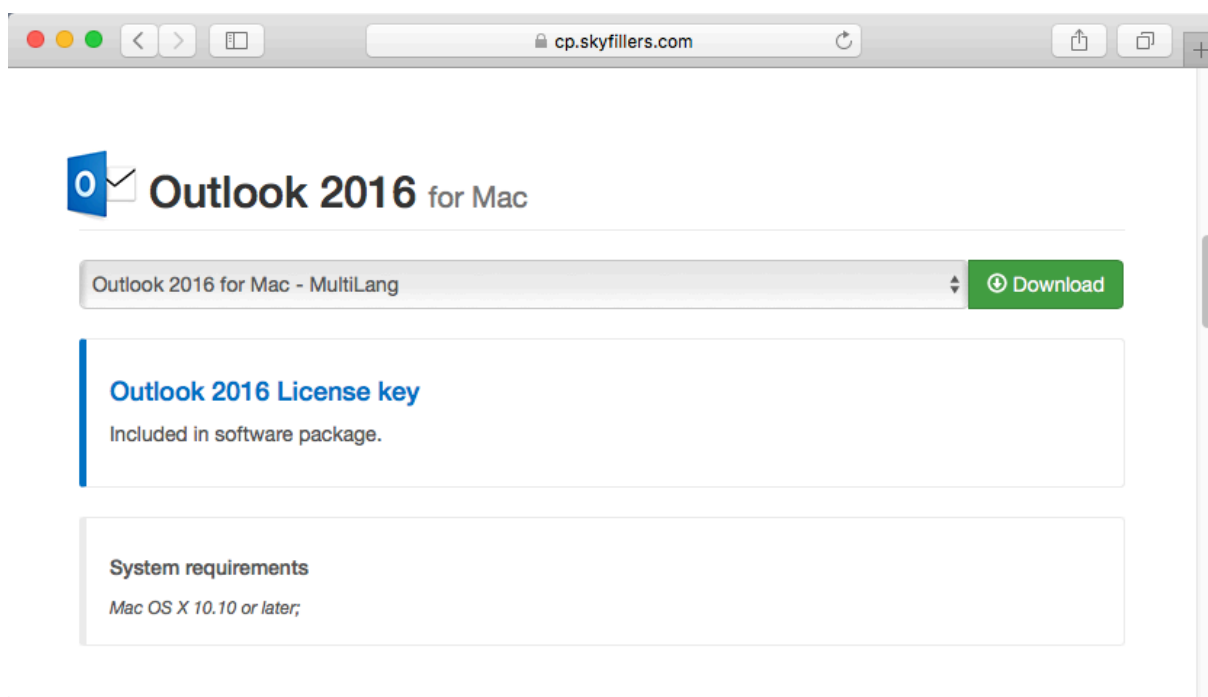 cp.skyfillers.com
Outlook 2016 for Mac
Outlook 2016 for Mac - MultiLang
Download
Outlook 2016 License key
Included in software package.
System requirements
Mac OS X 10.10 or later;